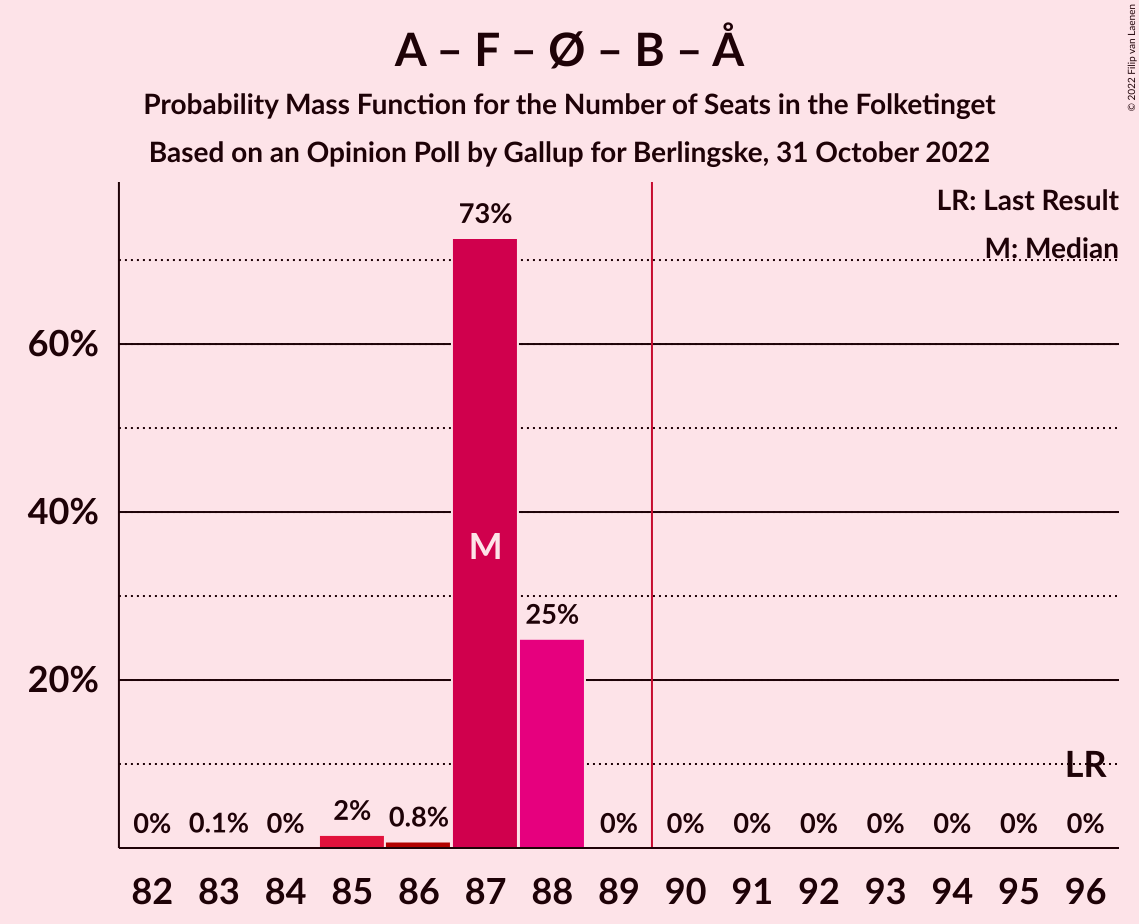 A – F – Ø – B – Å
Probability Mass Function for the Number of Seats in the Folketinget
Based on an Opinion Poll by Gallup for Berlingske, 31 October 2022
© 2022 Filip van Laenen
LR: Last Result
M: Median
73%
60%
40%
M
25%
20%
LR
0% 0.1% 0% 2% 0.8% 0% 0% 0% 0% 0% 0% 0% 0%
82 83 84 85 86 87 88 89 90 91 92 93 94 95 96